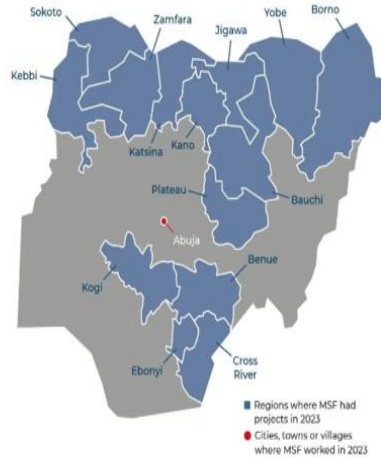 Sokoto
Zamfara
Jigawa
Yobe
Borno
Kebbi
Katsina
Kano
Plateau
Bauchi
Abuja
Benue
Kogi
Ebonyi
Cross
River
Regions where MSF had
projects in 2023
Cities, towns or villages
where MSF worked in 2023